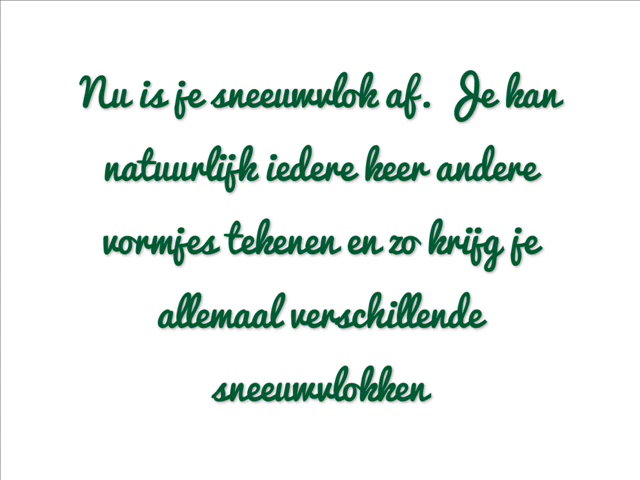 Nu is je sneeuwvlok af. Je kan
natuurlijk iedere keer andere
vormjes tekenen en zo krijg je
allemaal verschillende
sneeuwvlokken